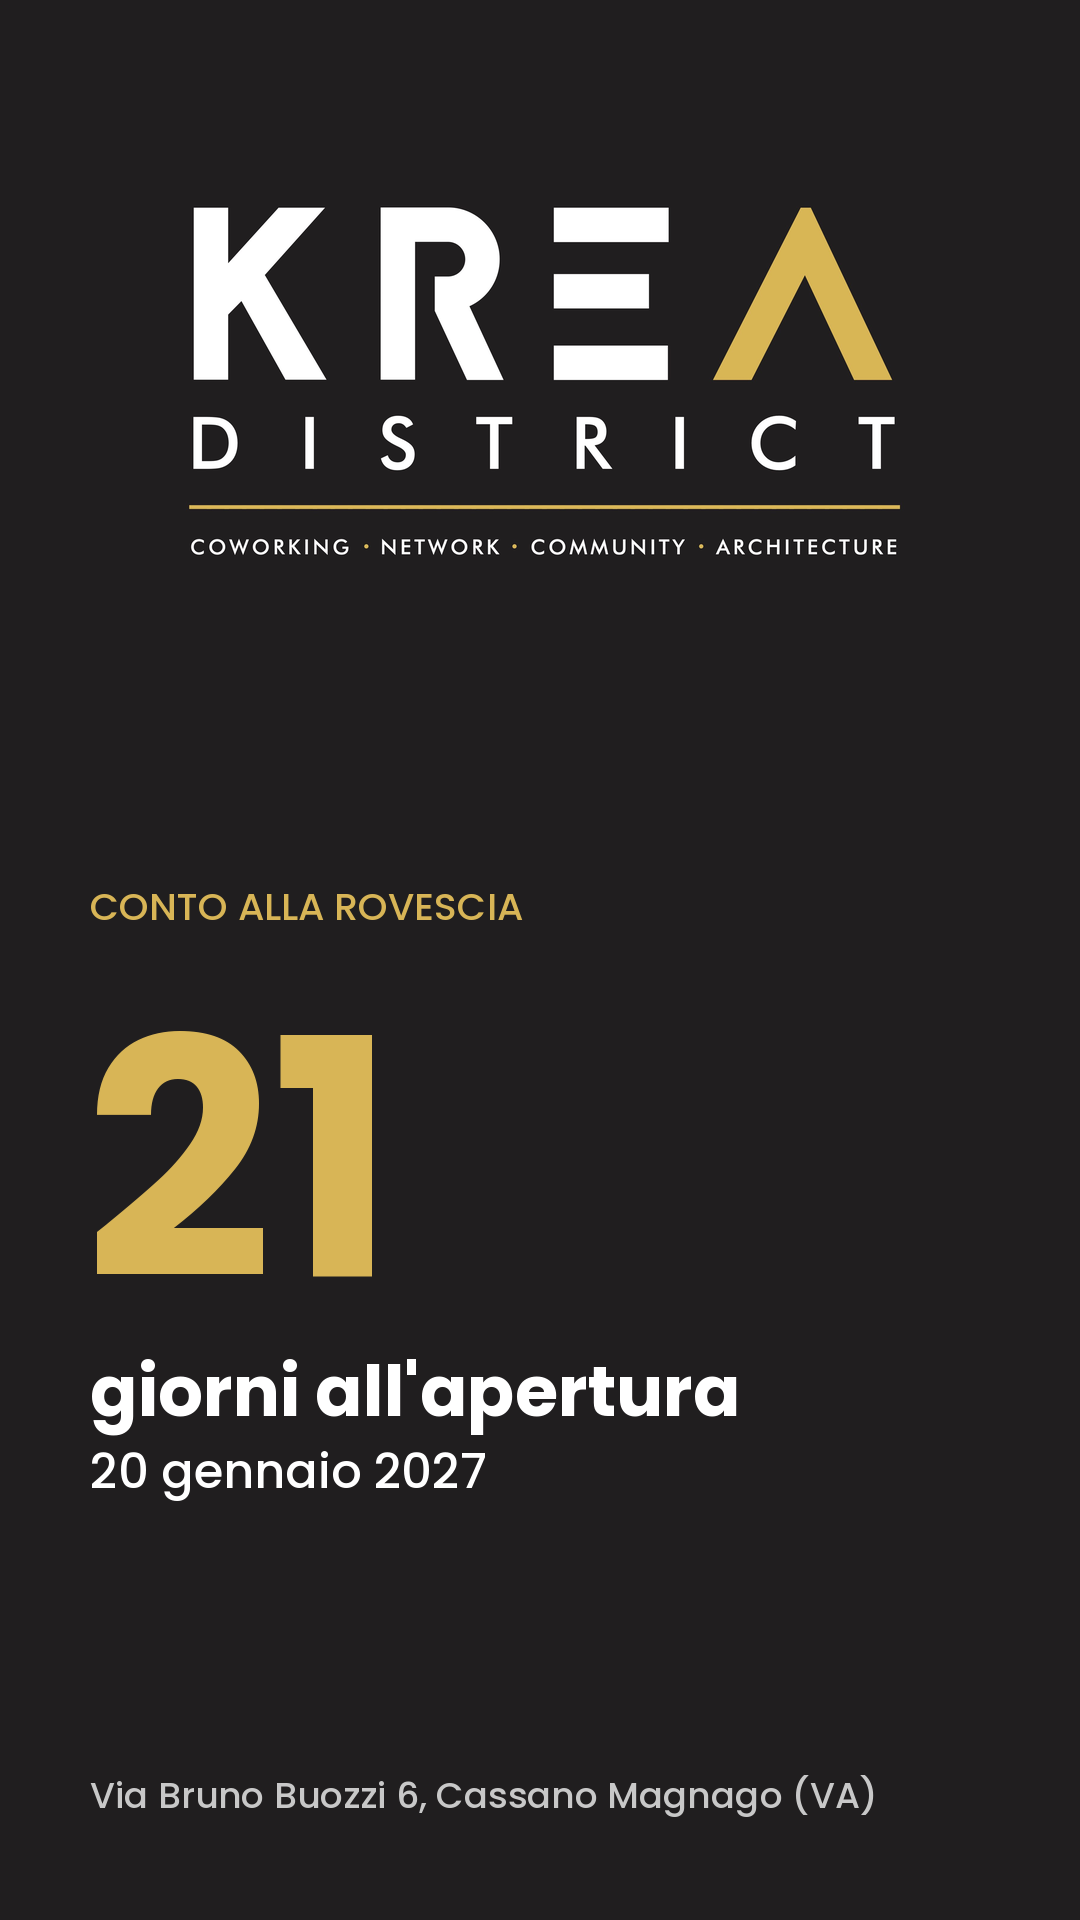 KREA
DISTRICT
COWORKING · NETWORK · COMMUNITY · ARCHITECTURE
CONTO ALLA ROVESCIA
21
giorni all'apertura
20 gennaio 2027
Via Bruno Buozzi 6, Cassano Magnago (VA)